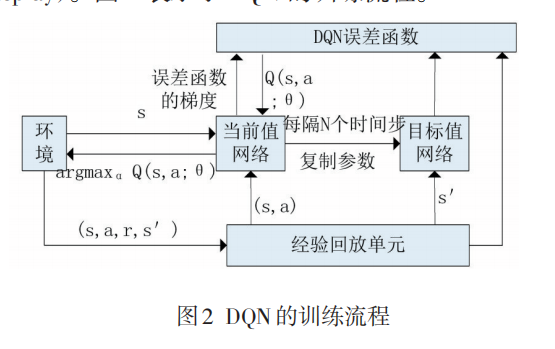 DQN误差函数
误差函数
的梯度
Q(s,a
;θ)
s
环
境
当前值
网络
每隔N个时间步
复制参数
目标值
网络
argmaxₐ Q(s,a;θ)
(s,a)
s′
(s,a,r,s′)
经验回放单元
图2 DQN的训练流程